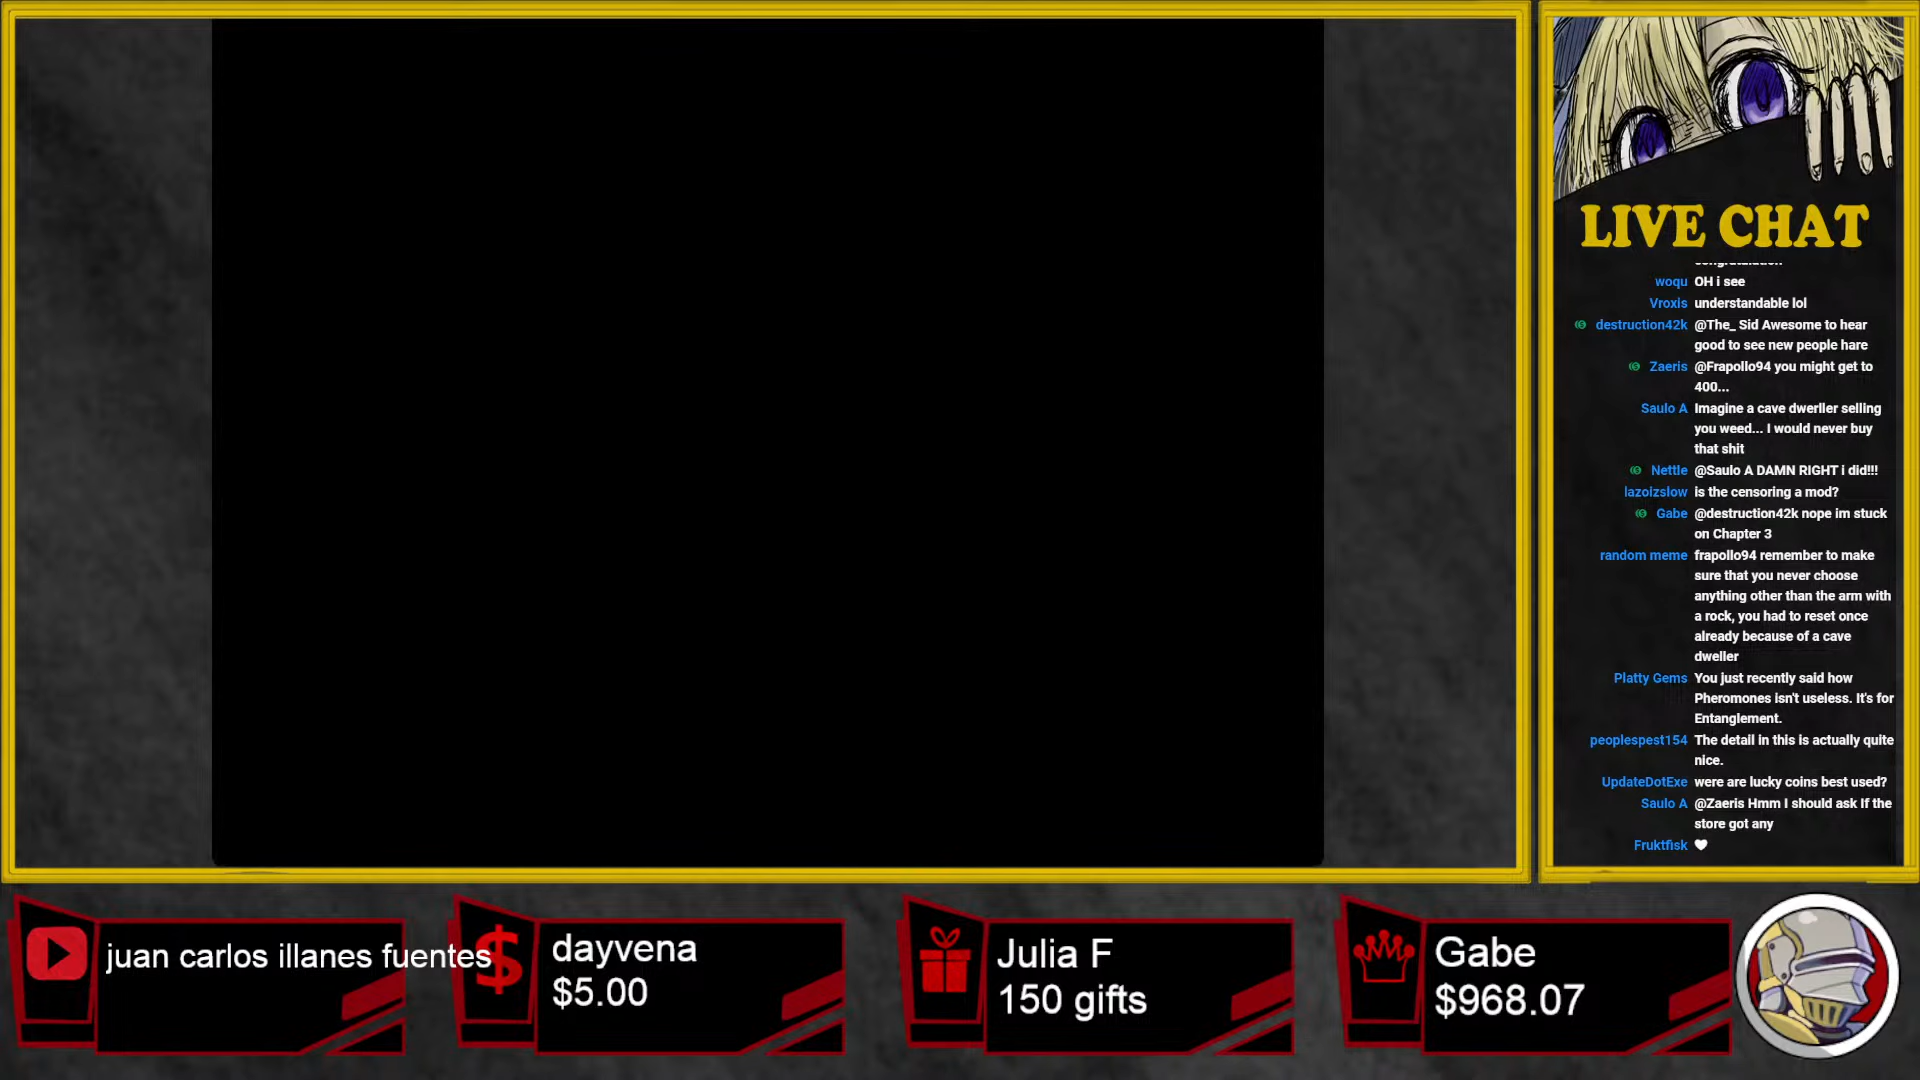 LIVE CHAT
congratulation
woqu OH i see
Vroxis understandable lol
destruction42k @The_ Sid Awesome to hear
good to see new people hare
Zaeris @Frapollo94 you might get to
400...
Saulo A Imagine a cave dwerller selling
you weed... I would never buy
that shit
Nettle @Saulo A DAMN RIGHT i did!!!
lazoizslow is the censoring a mod?
Gabe @destruction42k nope im stuck
on Chapter 3
random meme frapollo94 remember to make
sure that you never choose
anything other than the arm with
a rock, you had to reset once
already because of a cave
dweller
Platty Gems You just recently said how
Pheromones isn't useless. It's for
Entanglement.
peoplespest154 The detail in this is actually quite
nice.
UpdateDotExe were are lucky coins best used?
Saulo A @Zaeris Hmm I should ask If the
store got any
Fruktfisk
juan carlos illanes fuentes
dayvena
$5.00
Julia F
150 gifts
Gabe
$968.07